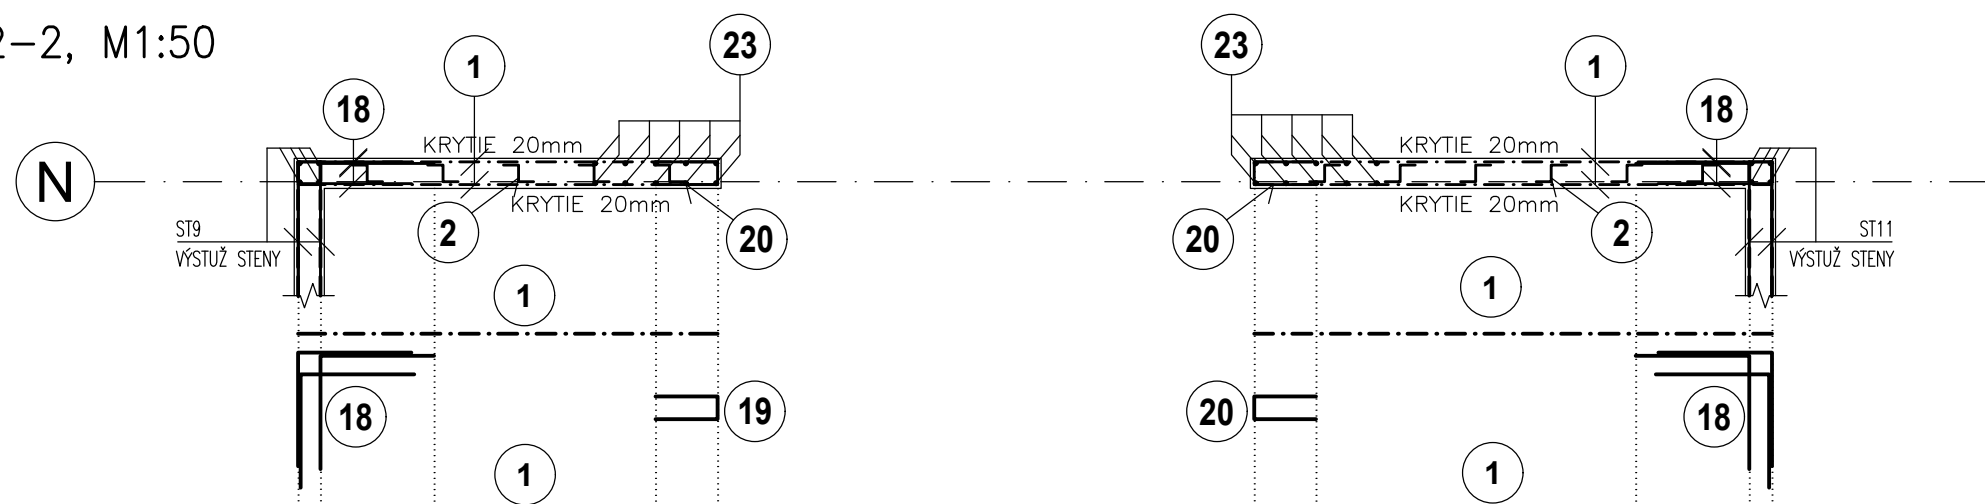 2-2, M1:50
23
23
1
1
18
18
KRYTIE 20mm
KRYTIE 20mm
N
KRYTIE 20mm
KRYTIE 20mm
ST9
VÝSTUŽ STENY
2
20
20
2
ST11
VÝSTUŽ STENY
1
1
18
19
20
18
1
1